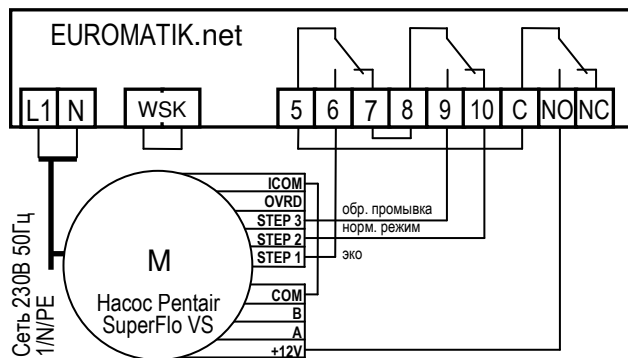 EUROMATIK.net
L1 N WSK 5 6 7 8 9 10 C NO NC
ICOM
OVRD
STEP 3 обр. промывка
STEP 2 норм. режим
STEP 1 эко
M
Насос Pentair
SuperFlo VS
COM
B
A
+12V
Сеть 230В 50Гц
1/N/PE